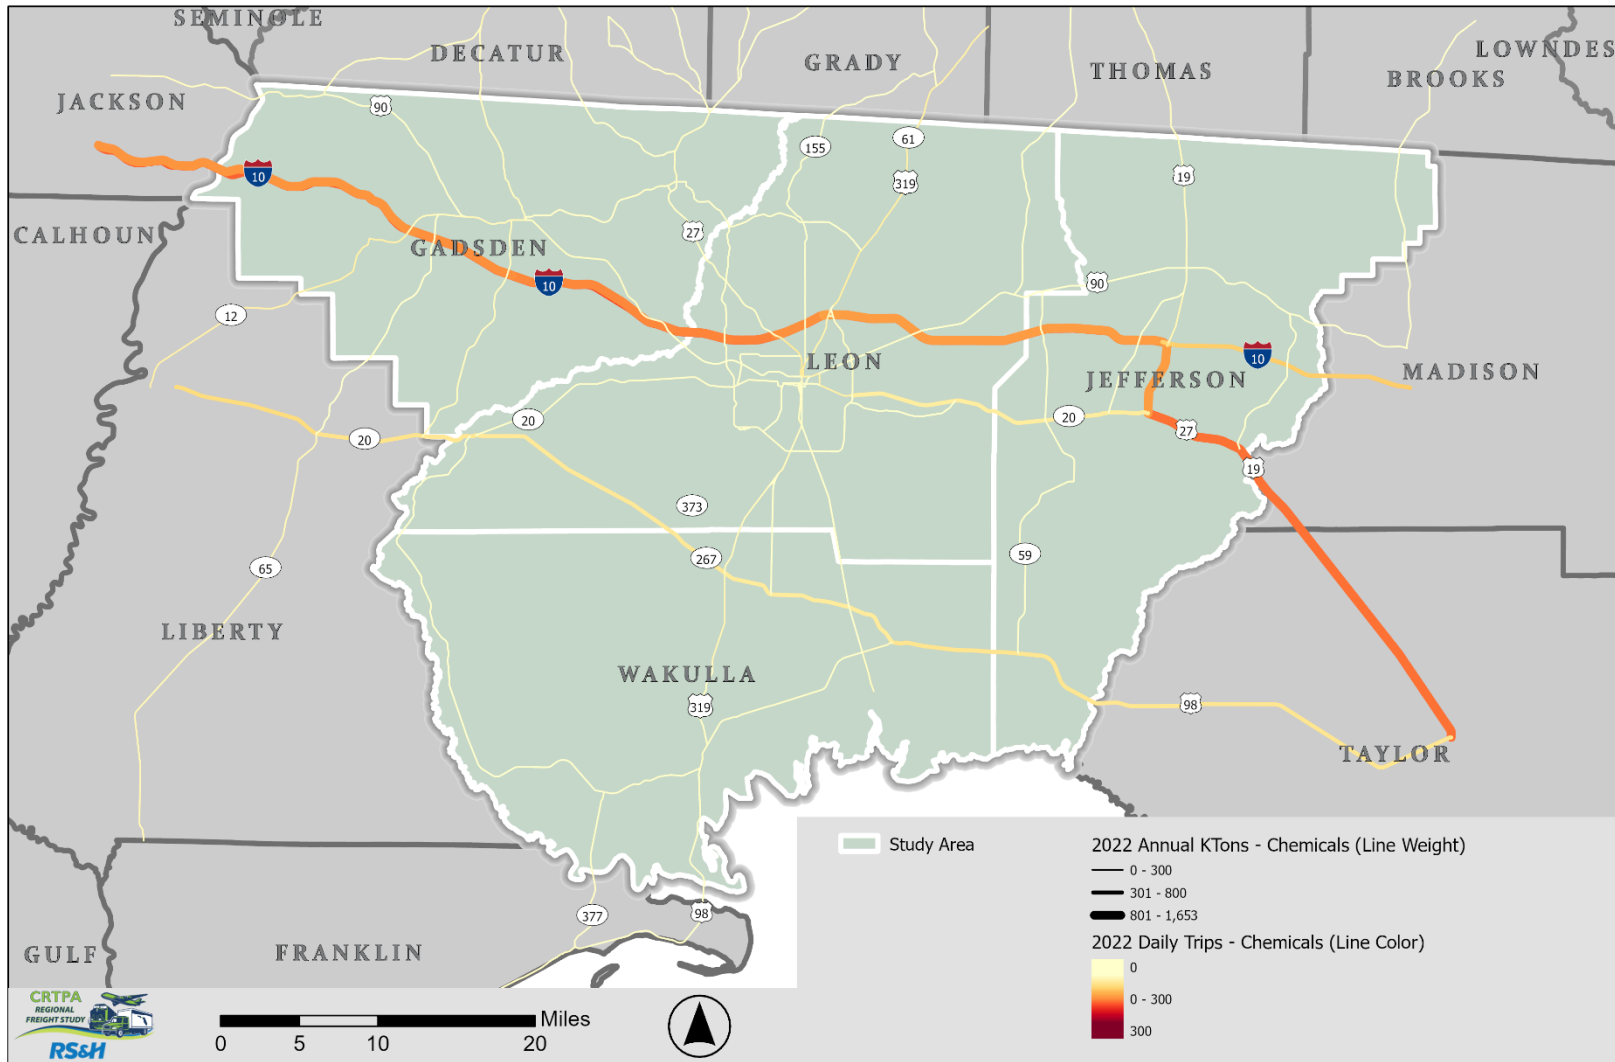 SEMINOLE
DECATUR
GRADY
THOMAS
LOWNDES
BROOKS
JACKSON
90
155
61
10
319
19
CALHOUN
27
GADSDEN
10
90
12
LEON
10
JEFFERSON
MADISON
20
20
20
27
19
373
267
59
65
LIBERTY
WAKULLA
319
98
TAYLOR
377
98
GULF
FRANKLIN
Study Area
2022 Annual KTons - Chemicals (Line Weight)
0 - 300
301 - 800
801 - 1,653
2022 Daily Trips - Chemicals (Line Color)
0
0 - 300
300
CRTPA
REGIONAL
FREIGHT STUDY
RS&H
Miles
0 5 10 20